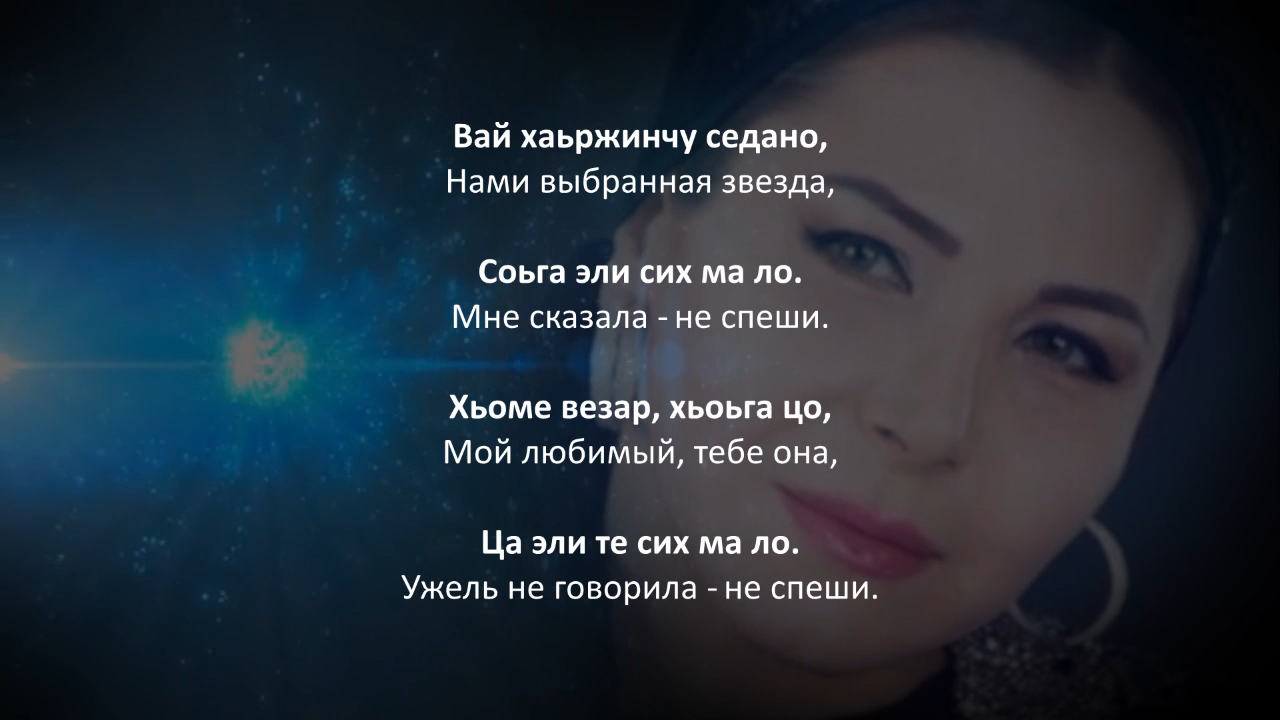 Вай хаьржинчу седано,
Нами выбранная звезда,
Соьга эли сих ма ло.
Мне сказала - не спеши.
Хьоме везар, хьоьга цо,
Мой любимый, тебе она,
Ца эли те сих ма ло.
Ужель не говорила - не спеши.